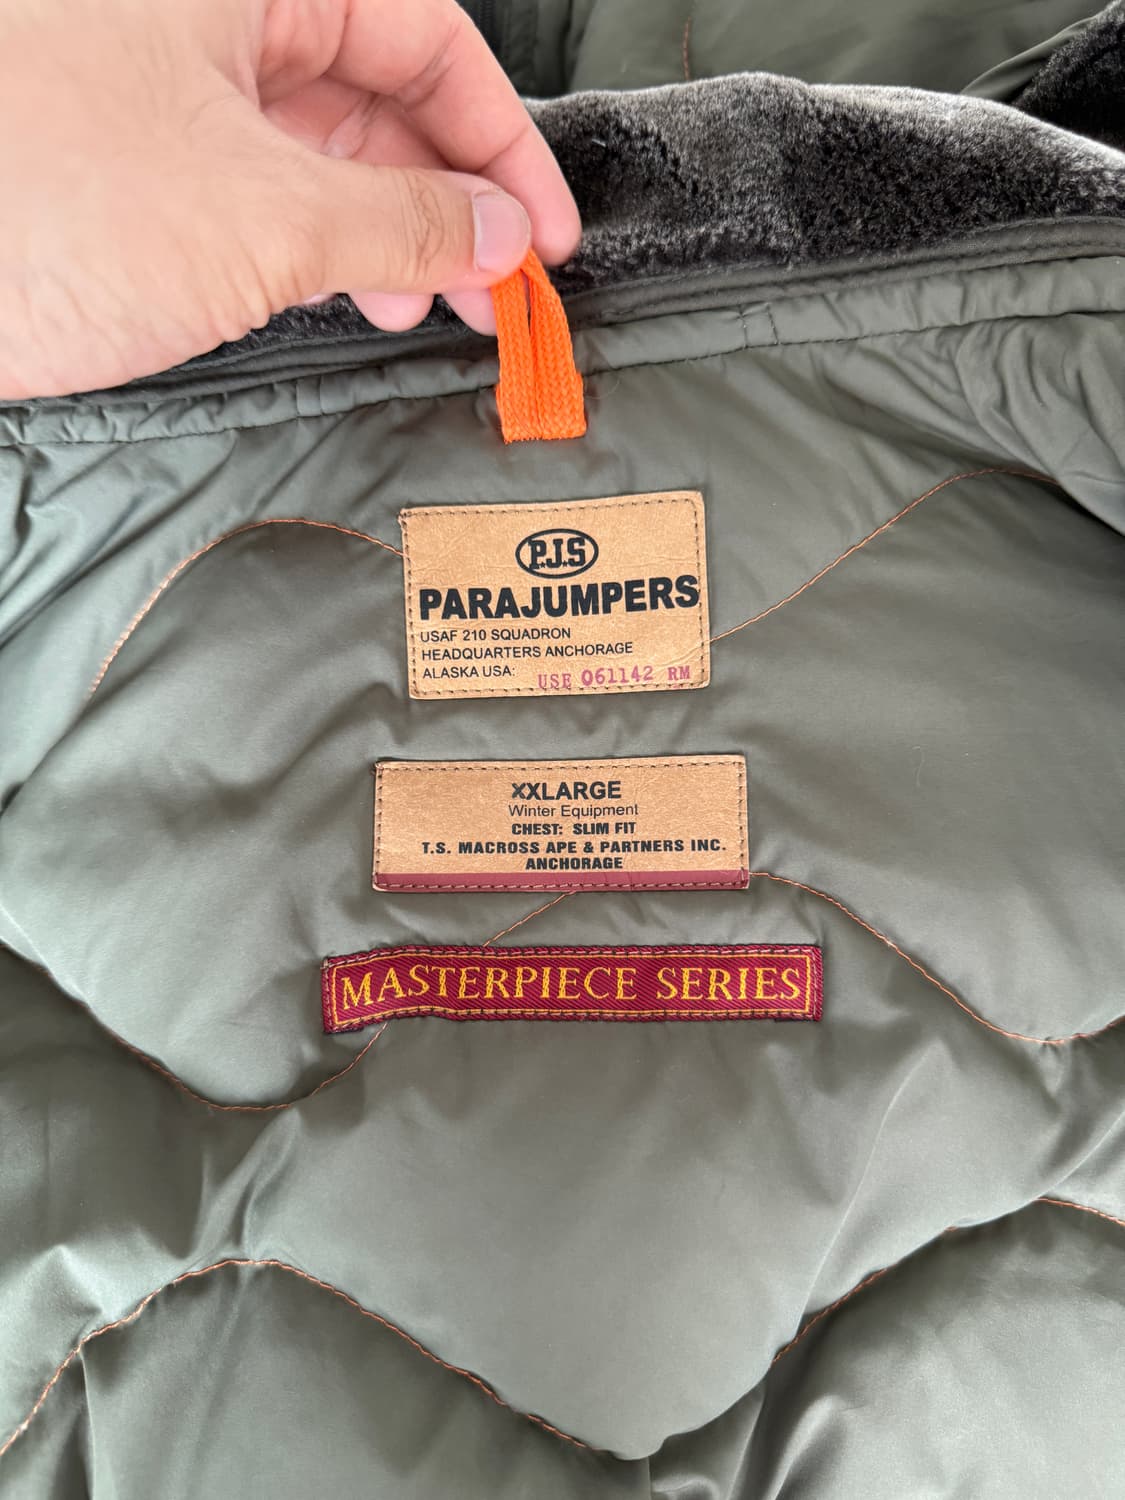 P.J.S
PARAJUMPERS
USAF 210 SQUADRON
HEADQUARTERS ANCHORAGE
ALASKA USA: USE 061142 RM
XXLARGE
Winter Equipment
CHEST: SLIM FIT
T.S. MACROSS APE & PARTNERS INC.
ANCHORAGE
MASTERPIECE SERIES